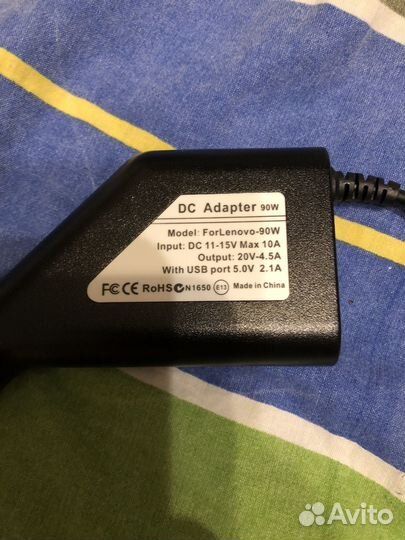 DC Adapter 90W
Model: ForLenovo-90W
Input: DC 11-15V Max 10A
Output: 20V-4.5A
With USB port 5.0V 2.1A
FC CE RoHS N1650 E13 Made in China
Avito